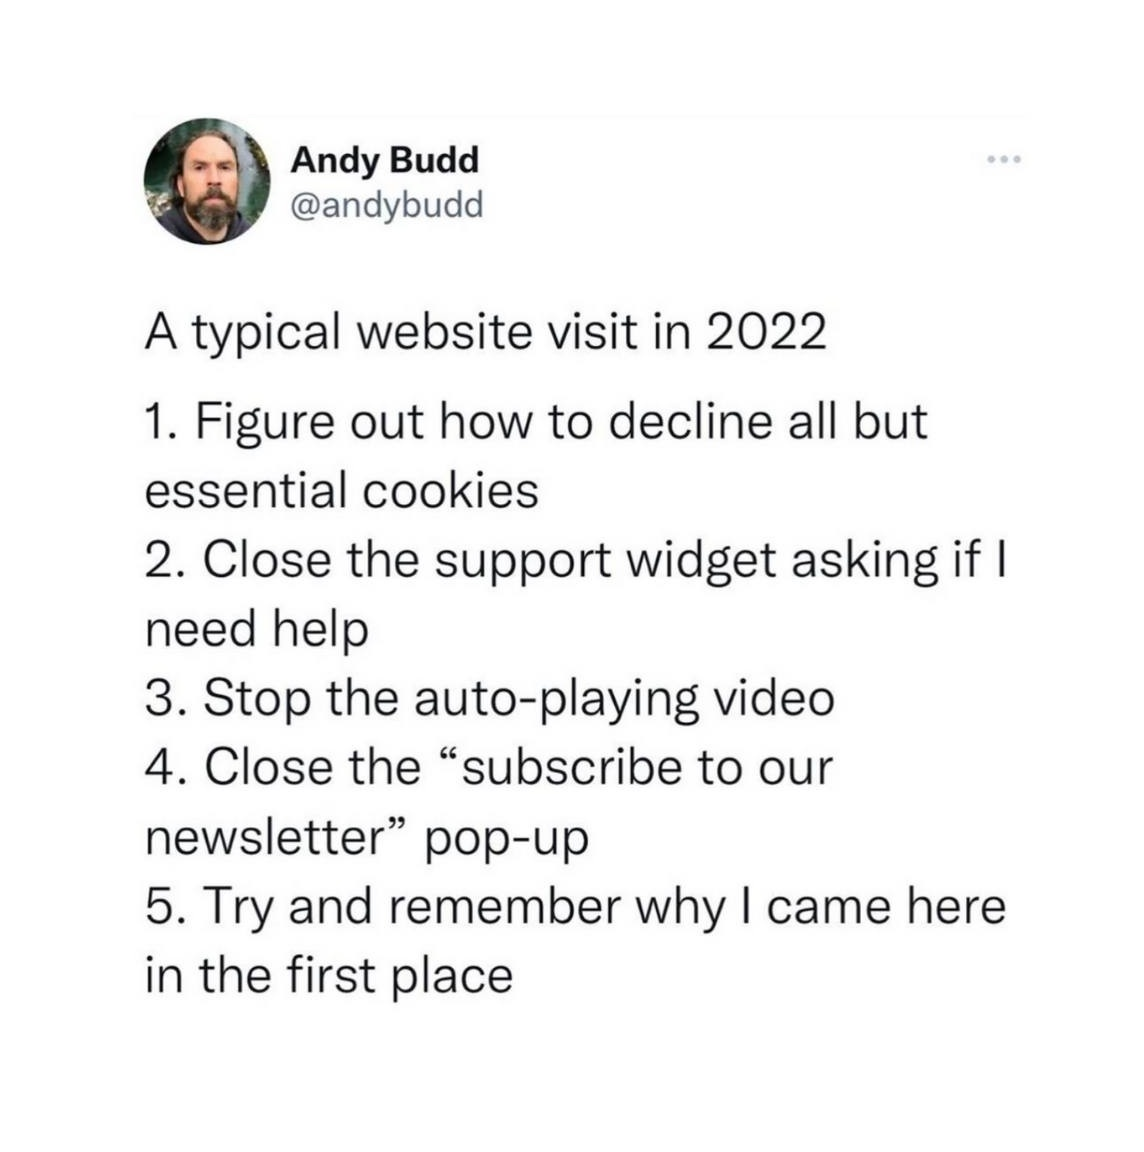 Andy Budd
@andybudd
A typical website visit in 2022
1. Figure out how to decline all but
essential cookies
2. Close the support widget asking if I
need help
3. Stop the auto-playing video
4. Close the “subscribe to our
newsletter” pop-up
5. Try and remember why I came here
in the first place